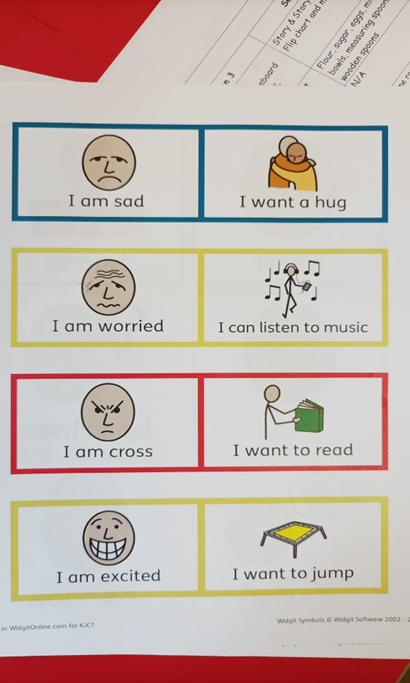 Story & Story
Flip chart and
Flour, sugar, eggs,
bowls, measuring spoon
wooden spoons
N/A
I am sad
I want a hug
I am worried
I can listen to music
I am cross
I want to read
I am excited
I want to jump
in WidgitOnline.com for KJCT
Widgit Symbols © Widgit Software 2002 -